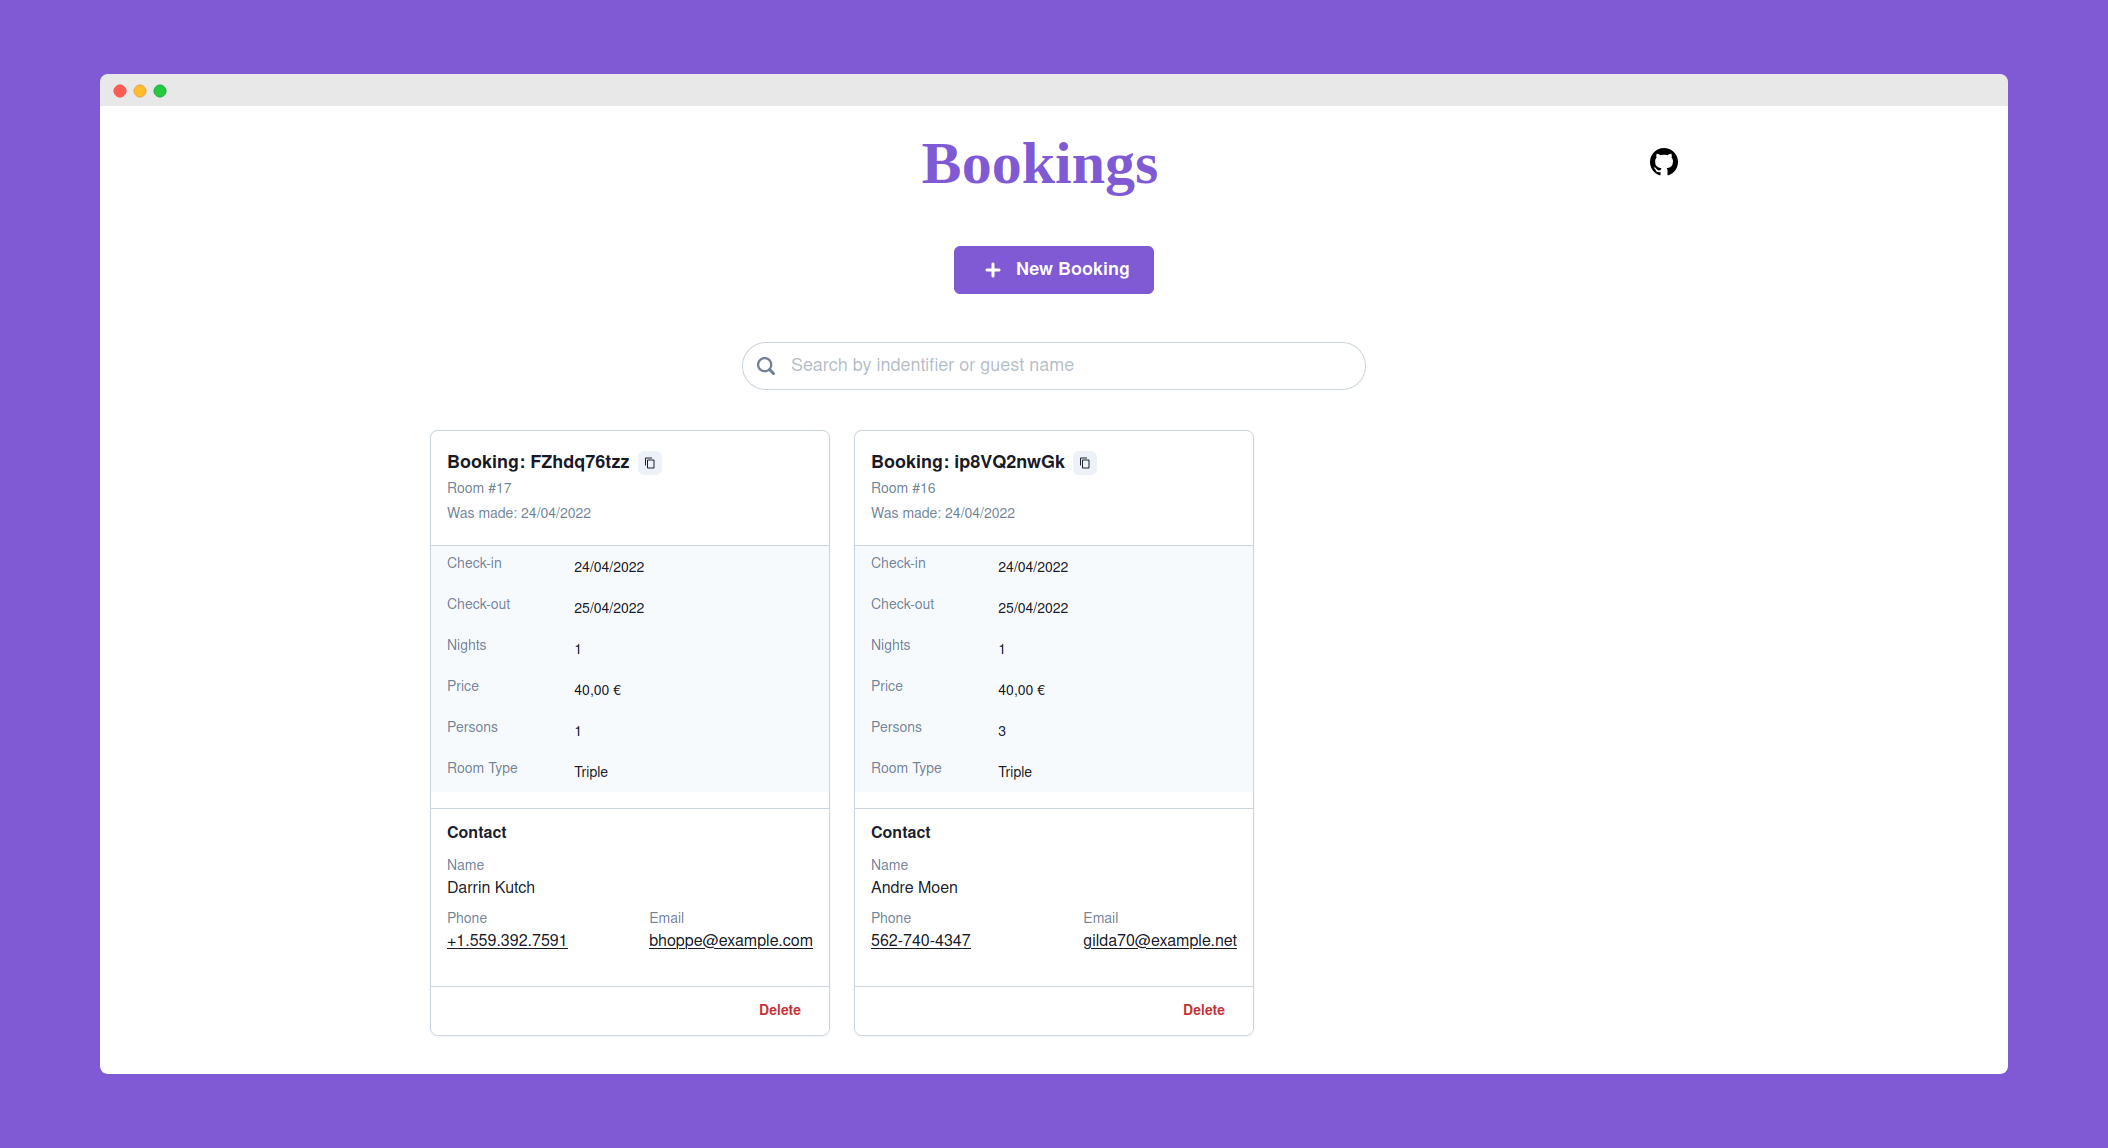 Bookings
New Booking
Search by indentifier or guest name
Booking: FZhdq76tzz
Room #17
Was made: 24/04/2022
Check-in 24/04/2022
Check-out 25/04/2022
Nights 1
Price 40,00 €
Persons 1
Room Type Triple
Contact
Name
Darrin Kutch
Phone Email
+1.559.392.7591 bhoppe@example.com
Delete
Booking: ip8VQ2nwGk
Room #16
Was made: 24/04/2022
Check-in 24/04/2022
Check-out 25/04/2022
Nights 1
Price 40,00 €
Persons 3
Room Type Triple
Contact
Name
Andre Moen
Phone Email
562-740-4347 gilda70@example.net
Delete